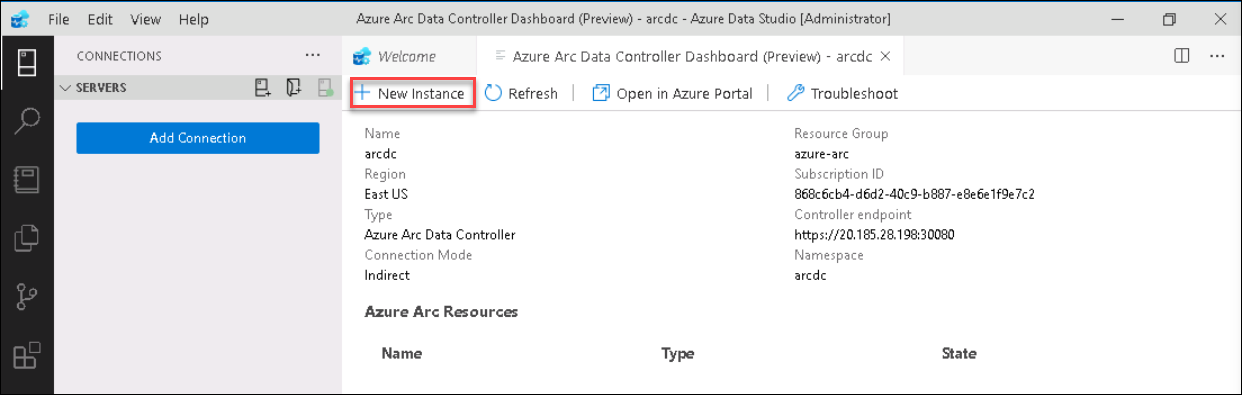 File Edit View Help
Azure Arc Data Controller Dashboard (Preview) - arcdc - Azure Data Studio [Administrator]
CONNECTIONS
SERVERS
Add Connection
Welcome
Azure Arc Data Controller Dashboard (Preview) - arcdc
New Instance Refresh Open in Azure Portal Troubleshoot
Name
arcdc
Region
East US
Type
Azure Arc Data Controller
Connection Mode
Indirect
Resource Group
azure-arc
Subscription ID
868c6cb4-d6d2-40c9-b887-e8e6e1f9e7c2
Controller endpoint
https://20.185.28.198:30080
Namespace
arcdc
Azure Arc Resources
Name Type State